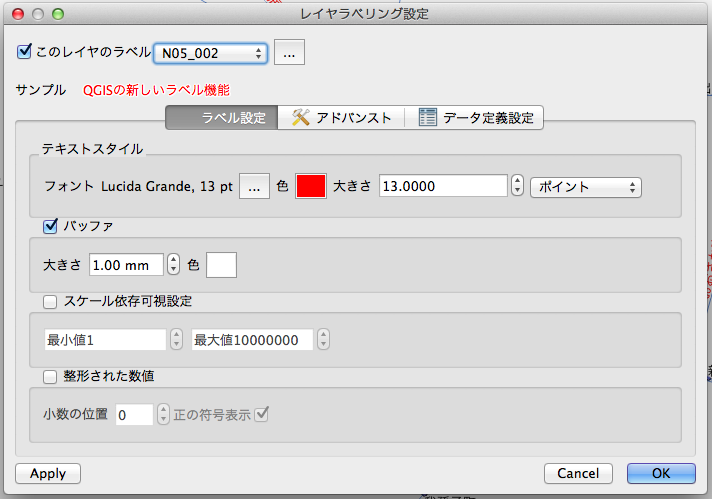 レイヤラベリング設定
このレイヤのラベル N05_002 ...
サンプル QGISの新しいラベル機能
ラベル設定 アドバンスト データ定義設定
テキストスタイル
フォント Lucida Grande, 13 pt ... 色 大きさ 13.0000 ポイント
バッファ
大きさ 1.00 mm 色
スケール依存可視設定
最小値1 最大値10000000
整形された数値
小数の位置 0 正の符号表示
Apply Cancel OK